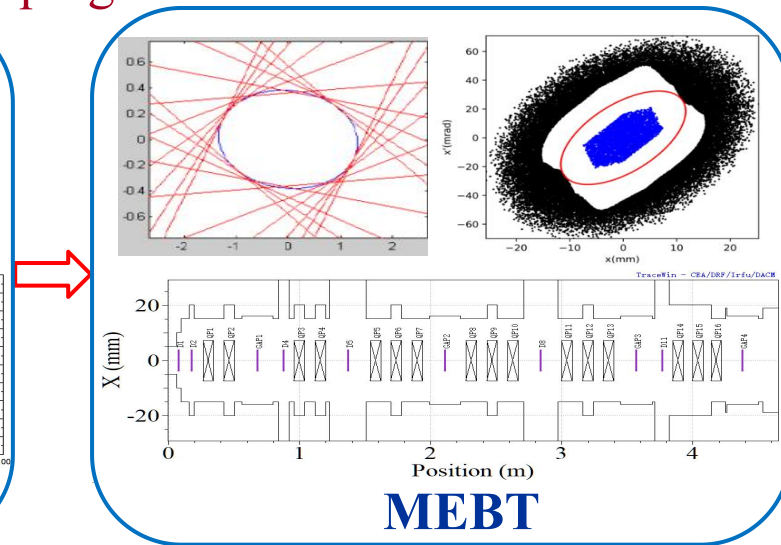 0.6
0.4
0.2
0
-0.2
-0.4
-0.6
-2 -1 0 1 2
x'(mrad)
60
40
20
0
−20
−40
−60
−20 −10 0 10 20
x(mm)
TraceWin - CEA/DRF/Irfu/DACM
X (mm)
20
0
-20
D1 D2 QP1 QP2 GAP1 D4 QP3 QP4 D5 QP5 QP6 QP7 GAP2 QP8 QP9 QP10 D8 QP11 QP12 QP13 GAP3 D11 QP14 QP15 QP16 GAP4
0 1 2 3 4
Position (m)
MEBT